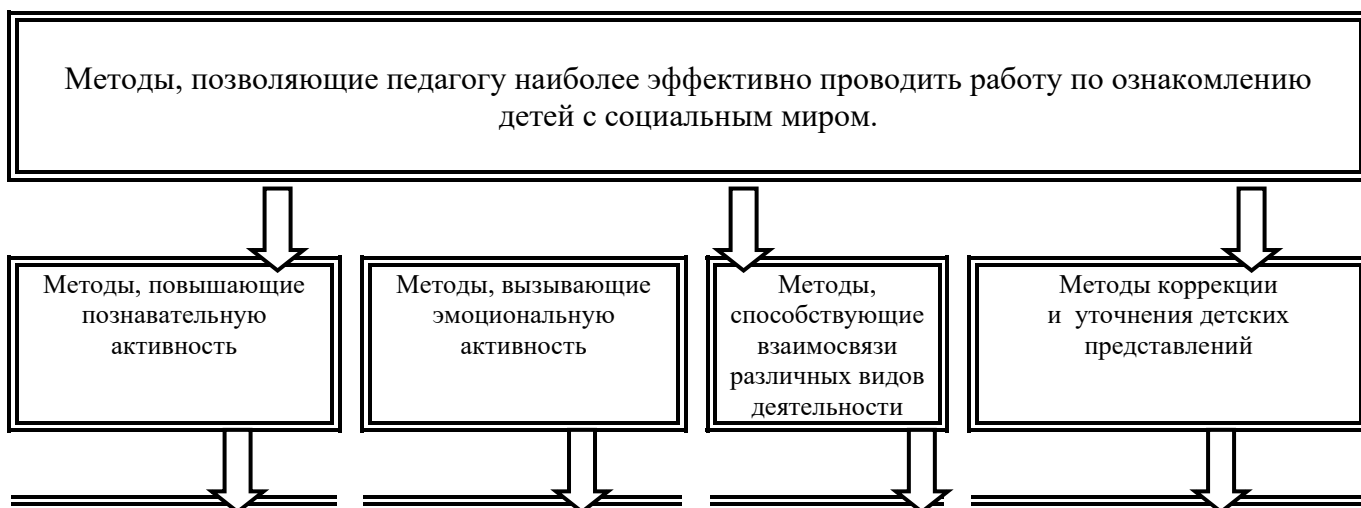 Методы, позволяющие педагогу наиболее эффективно проводить работу по ознакомлению
детей с социальным миром.
Методы, повышающие
познавательную
активность
Методы, вызывающие
эмоциональную
активность
Методы,
способствующие
взаимосвязи
различных видов
деятельности
Методы коррекции
и уточнения детских
представлений